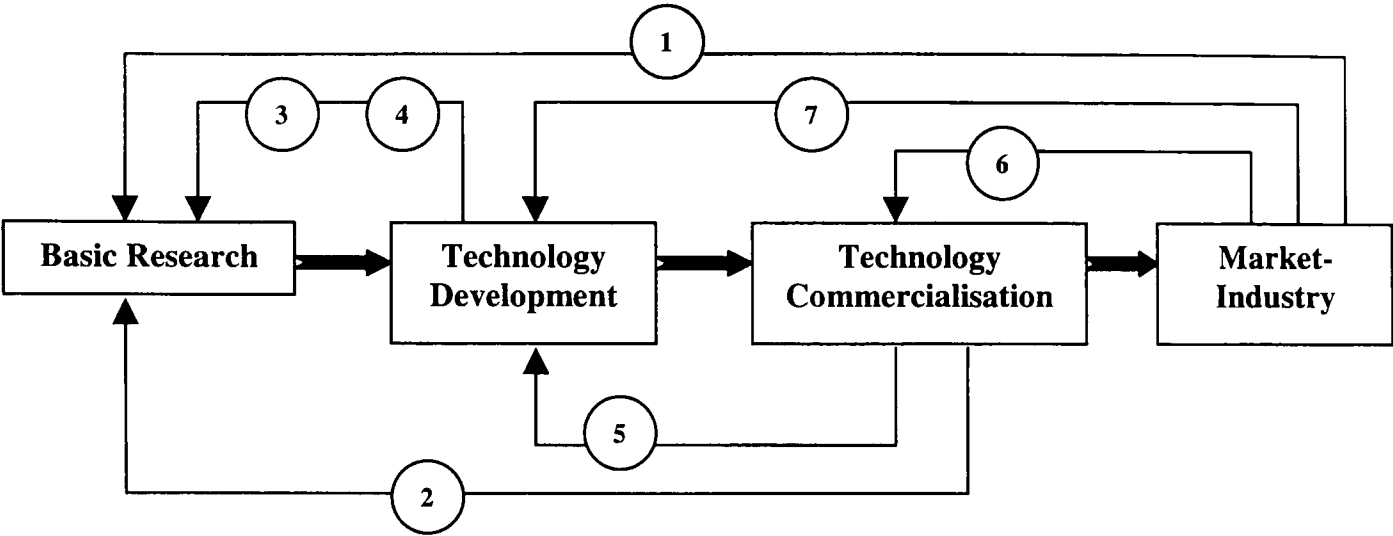 1
3
4
7
6
Basic Research
Technology
Development
Technology
Commercialisation
Market-
Industry
5
2